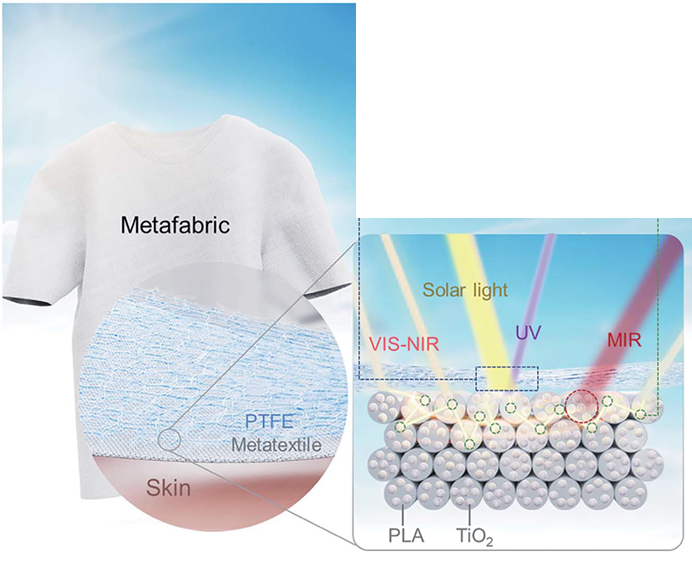 Metafabric
PTFE
Metatextile
Skin
Solar light
VIS-NIR
UV
MIR
PLA
TiO₂